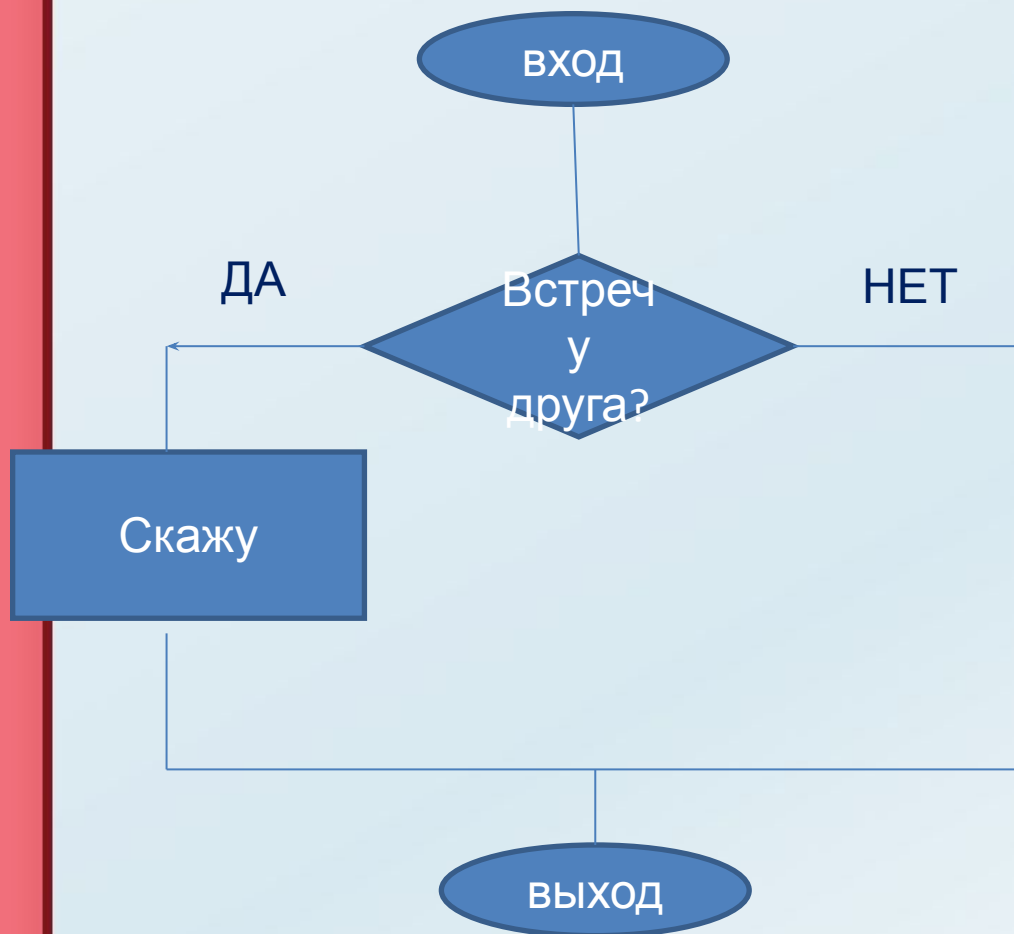 вход
ДА
Встреч
у
друга?
НЕТ
Скажу
выход